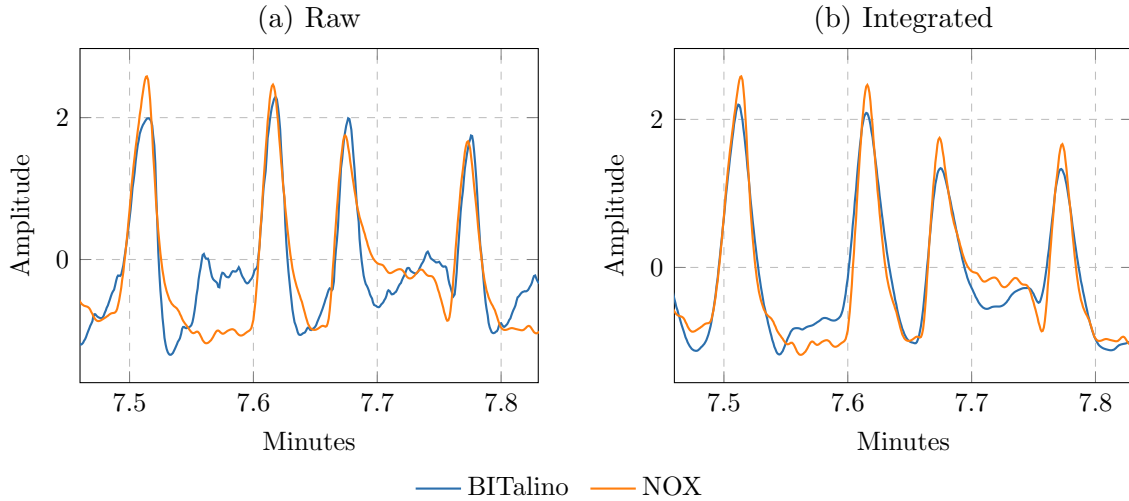 (a) Raw
(b) Integrated
Amplitude
2
0
7.5 7.6 7.7 7.8
Minutes
Amplitude
2
0
7.5 7.6 7.7 7.8
Minutes
BITalino NOX